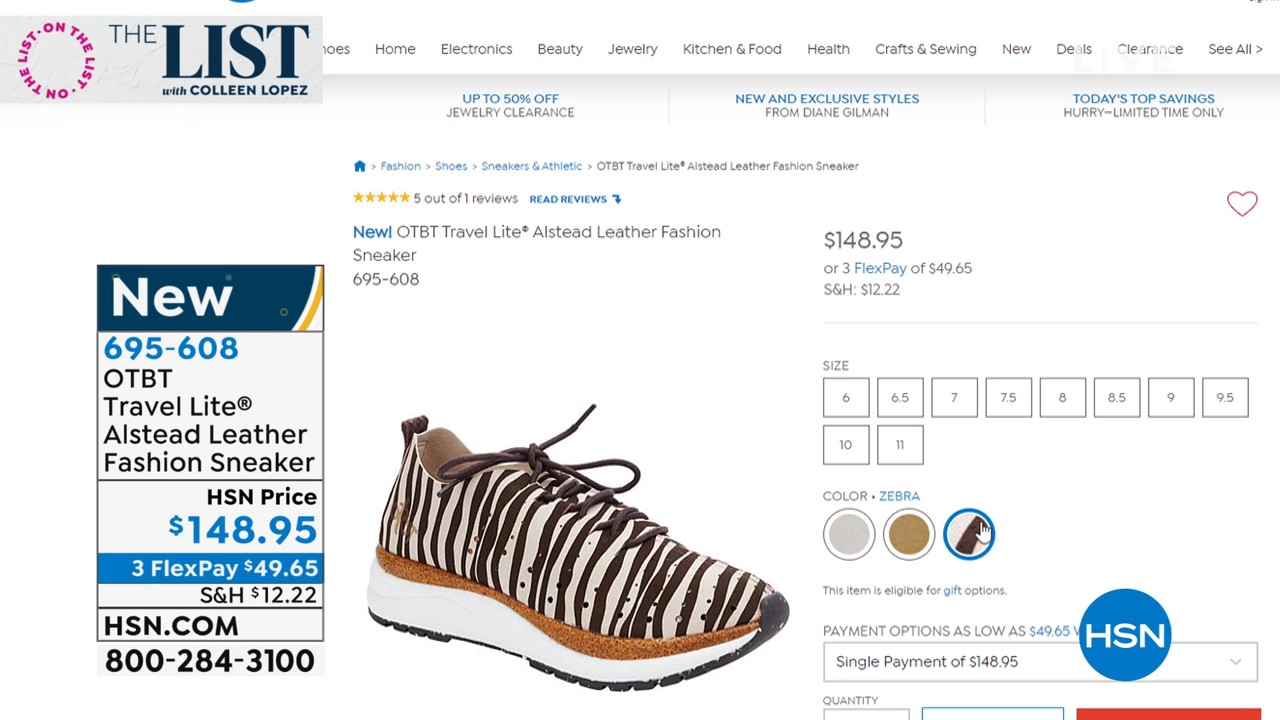 ON THE LIST • ON THE LIST •
THE LIST
with COLLEEN LOPEZ
hoes Home Electronics Beauty Jewelry Kitchen & Food Health Crafts & Sewing New Deals Clearance See All >
LIVE
UP TO 50% OFF
JEWELRY CLEARANCE
NEW AND EXCLUSIVE STYLES
FROM DIANE GILMAN
TODAY'S TOP SAVINGS
HURRY—LIMITED TIME ONLY
> Fashion > Shoes > Sneakers & Athletic > OTBT Travel Lite® Alstead Leather Fashion Sneaker
5 out of 1 reviews READ REVIEWS
New! OTBT Travel Lite® Alstead Leather Fashion
Sneaker
695-608
$148.95
or 3 FlexPay of $49.65
S&H: $12.22
SIZE
6 6.5 7 7.5 8 8.5 9 9.5
10 11
COLOR • ZEBRA
This item is eligible for gift options.
PAYMENT OPTIONS AS LOW AS $49.65
Single Payment of $148.95
QUANTITY
HSN
New
695-608
OTBT
Travel Lite®
Alstead Leather
Fashion Sneaker
HSN Price
$148.95
3 FlexPay $49.65
S&H $12.22
HSN.COM
800-284-3100